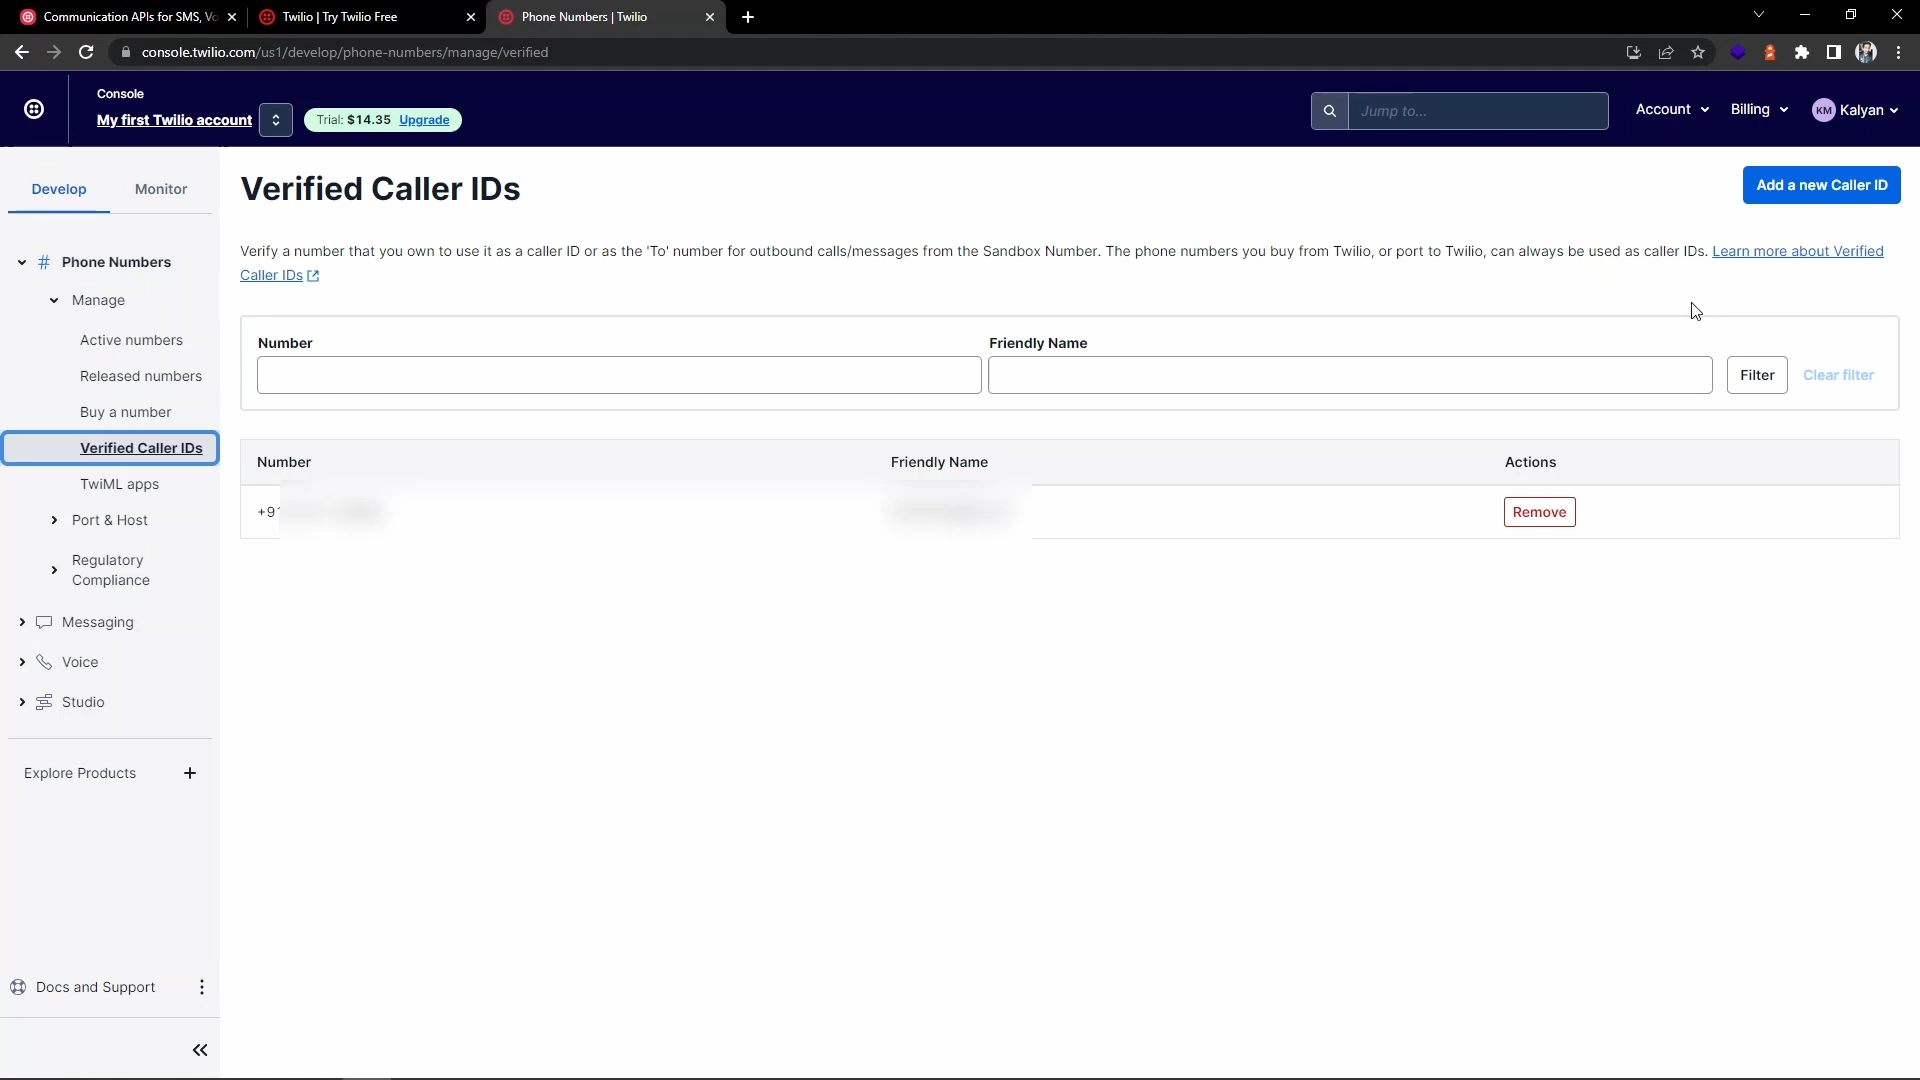 Communication APIs for SMS, Vo
Twilio | Try Twilio Free
Phone Numbers | Twilio
console.twilio.com/us1/develop/phone-numbers/manage/verified
Console
My first Twilio account
Trial: $14.35 Upgrade
Jump to...
Account
Billing
KM Kalyan
Develop
Monitor
# Phone Numbers
Manage
Active numbers
Released numbers
Buy a number
Verified Caller IDs
TwiML apps
Port & Host
Regulatory
Compliance
Messaging
Voice
Studio
Explore Products +
Docs and Support
Verified Caller IDs
Add a new Caller ID
Verify a number that you own to use it as a caller ID or as the 'To' number for outbound calls/messages from the Sandbox Number. The phone numbers you buy from Twilio, or port to Twilio, can always be used as caller IDs. Learn more about Verified
Caller IDs
Number
Friendly Name
Filter
Clear filter
Number Friendly Name Actions
+91
Remove